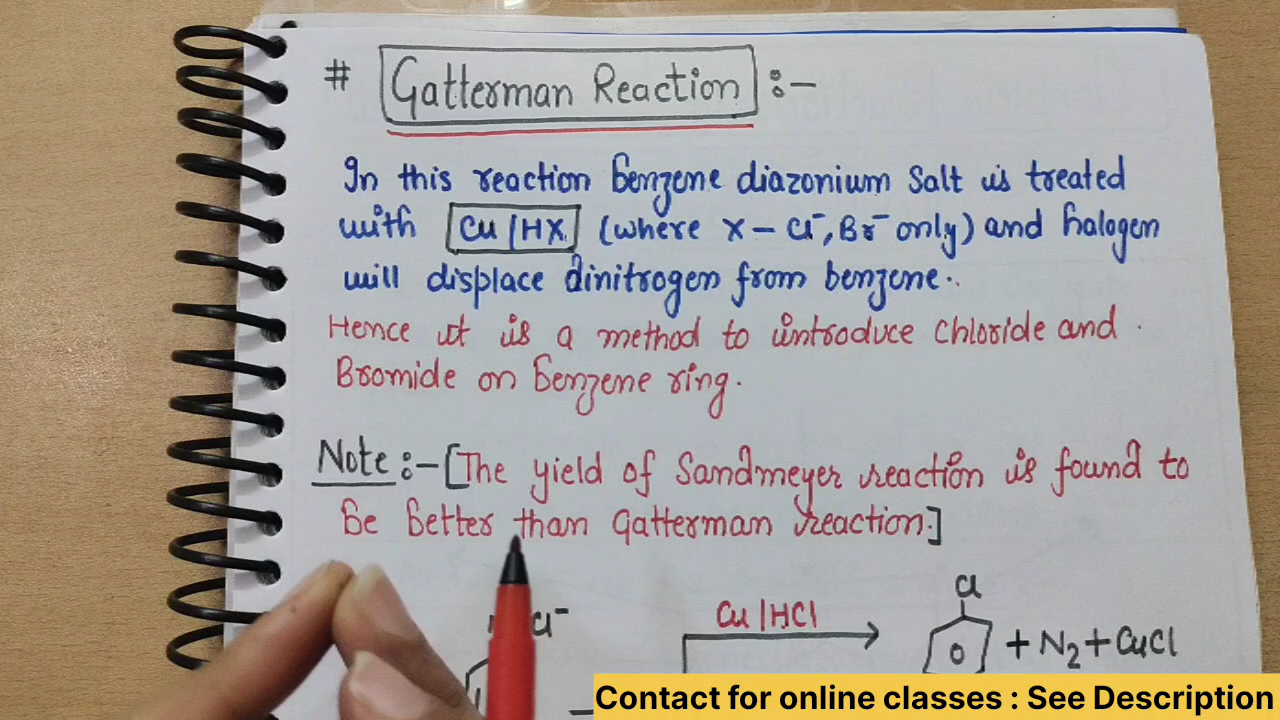 # Gatterman Reaction :-
In this reaction benzene diazonium salt is treated
with Cu/HX (where X – Cl⁻, Br⁻ only) and halogen
will displace dinitrogen from benzene.
Hence it is a method to introduce chloride and
Bromide on benzene ring.
Note :- [The yield of Sandmeyer reaction is found to
be better than Gatterman reaction.]
Cl⁻
Cu/HCl
Cl
+ N₂ + CuCl
Contact for online classes : See Description